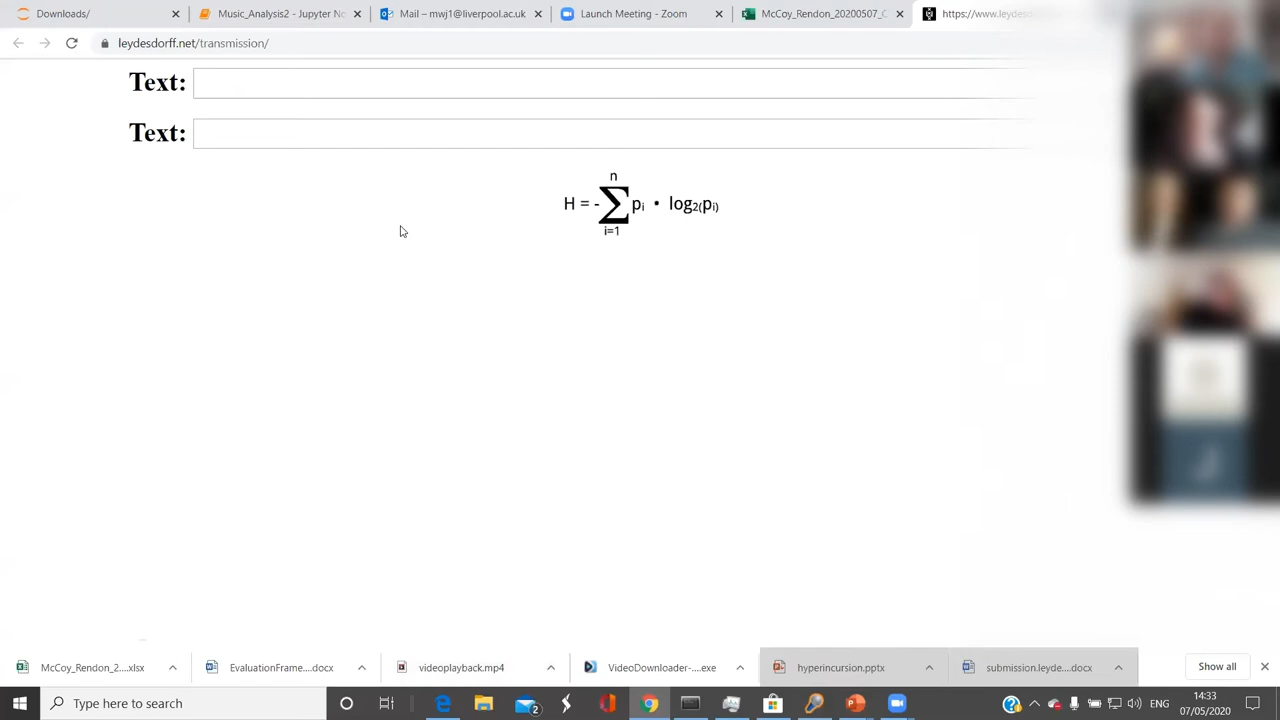 Downloads/
Music_Analysis2 - Jupyter No
Mail – mwj1@liverpool.ac.uk
Launch Meeting - Zoom
McCoy_Rendon_20200507_C
https://www.leydes
leydesdorff.net/transmission/
Text:
Text:
n
H = - ∑ pi • log2(pi)
i=1
McCoy_Rendon_2....xlsx
EvaluationFrame....docx
videoplayback.mp4
VideoDownloader-....exe
hyperincursion.pptx
submission.leyde....docx
Show all
Type here to search
2
ENG
14:33
07/05/2020